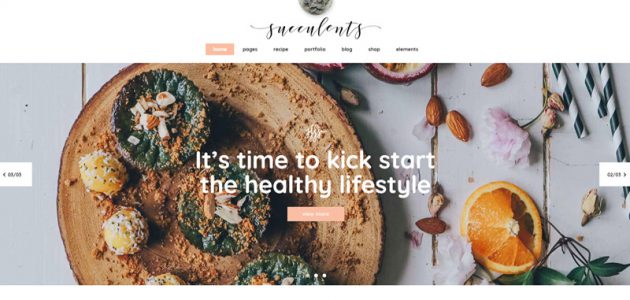 succulents
home pages recipe portfolio blog shop elements
It's time to kick start
the healthy lifestyle
view more
03/03
02/03